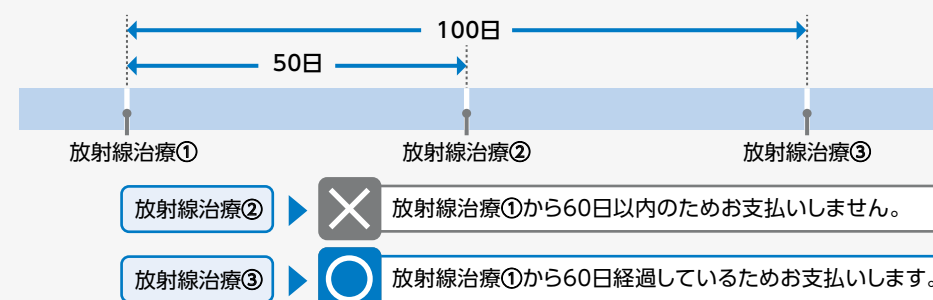 100日
50日
放射線治療① 放射線治療② 放射線治療③
放射線治療② 放射線治療①から60日以内のためお支払いしません。
放射線治療③ 放射線治療①から60日経過しているためお支払いします。